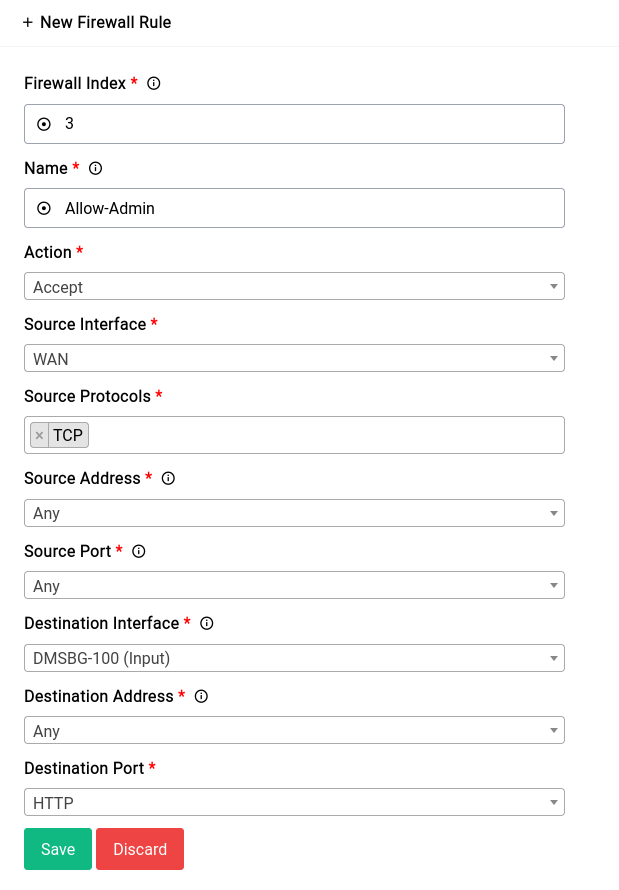 + New Firewall Rule
Firewall Index *
3
Name *
Allow-Admin
Action *
Accept
Source Interface *
WAN
Source Protocols *
× TCP
Source Address *
Any
Source Port *
Any
Destination Interface *
DMSBG-100 (Input)
Destination Address *
Any
Destination Port *
HTTP
Save Discard